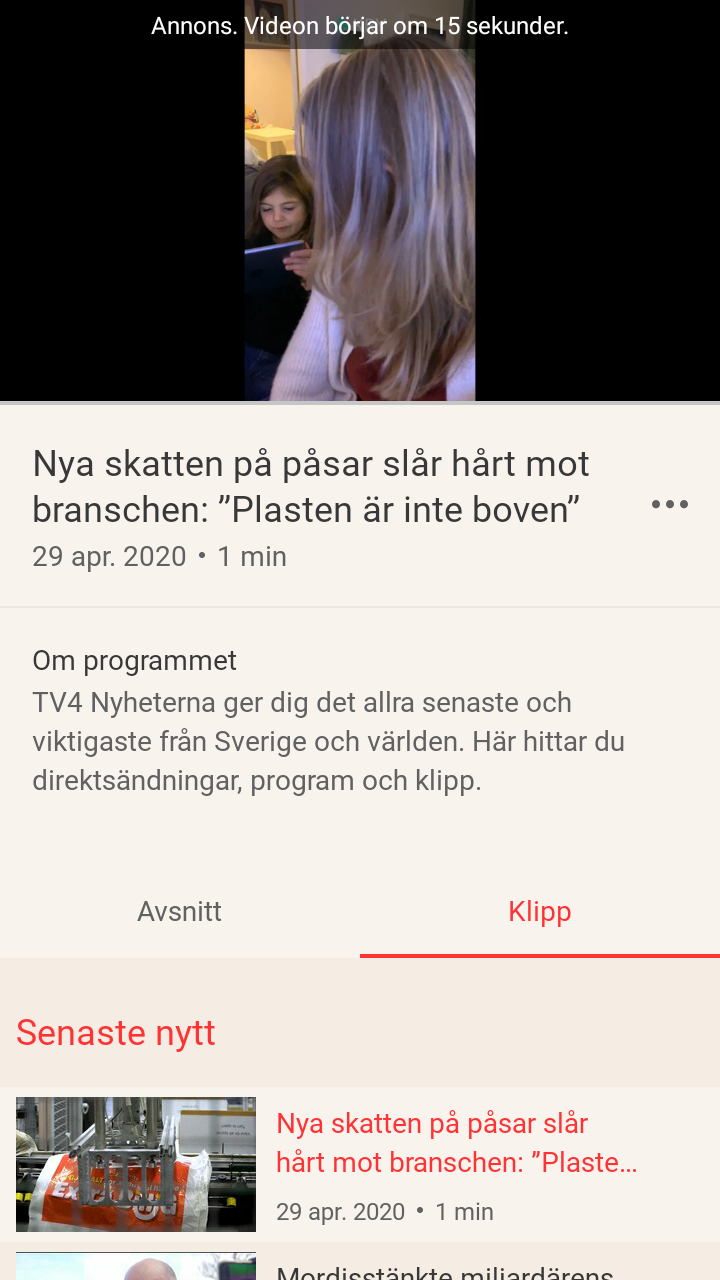 Annons. Videon börjar om 15 sekunder.
Nya skatten på påsar slår hårt mot
branschen: ”Plasten är inte boven”
29 apr. 2020 • 1 min
Om programmet
TV4 Nyheterna ger dig det allra senaste och
viktigaste från Sverige och världen. Här hittar du
direktsändningar, program och klipp.
Avsnitt
Klipp
Senaste nytt
Nya skatten på påsar slår
hårt mot branschen: ”Plaste...
29 apr. 2020 • 1 min
Mordisstänkte miljardärens